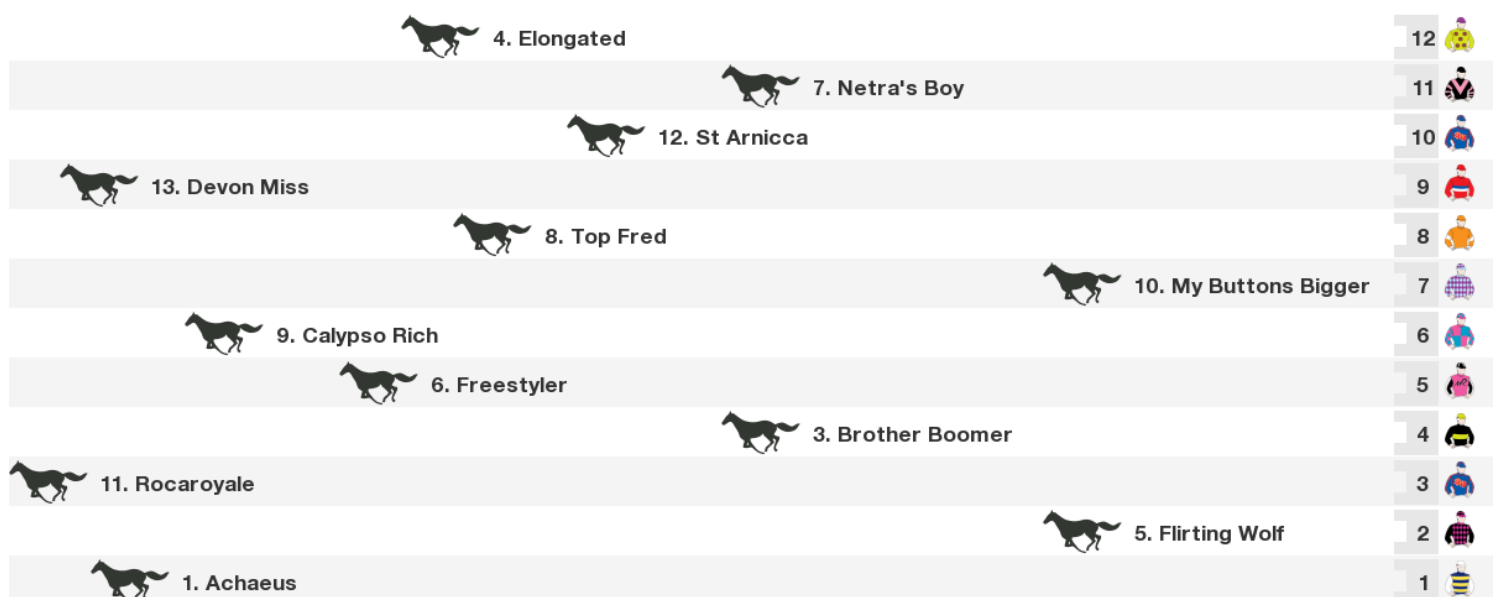 4. Elongated 12
7. Netra's Boy 11
12. St Arnicca 10
13. Devon Miss 9
8. Top Fred 8
10. My Buttons Bigger 7
9. Calypso Rich 6
6. Freestyler 5
3. Brother Boomer 4
11. Rocaroyale 3
5. Flirting Wolf 2
1. Achaeus 1